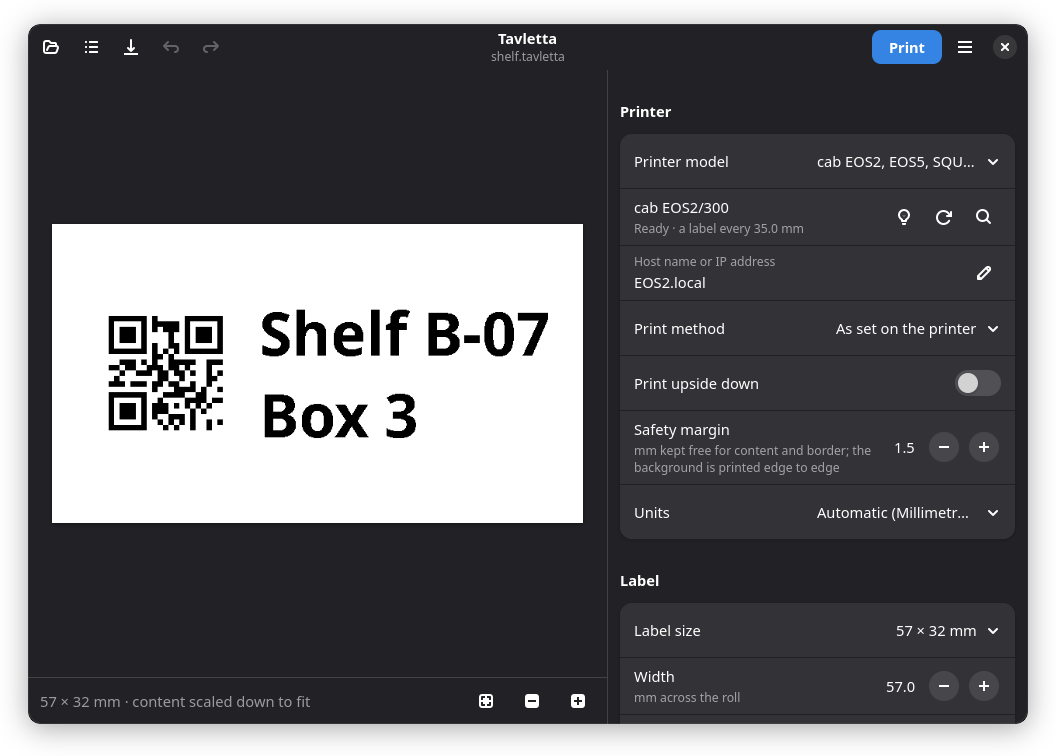 Tavletta
shelf.tavletta
Print
Shelf B-07
Box 3
57 × 32 mm · content scaled down to fit
Printer
Printer model
cab EOS2, EOS5, SQU…
cab EOS2/300
Ready · a label every 35.0 mm
Host name or IP address
EOS2.local
Print method
As set on the printer
Print upside down
Safety margin
mm kept free for content and border; the
background is printed edge to edge
1.5
Units
Automatic (Millimetr…
Label
Label size
57 × 32 mm
Width
mm across the roll
57.0